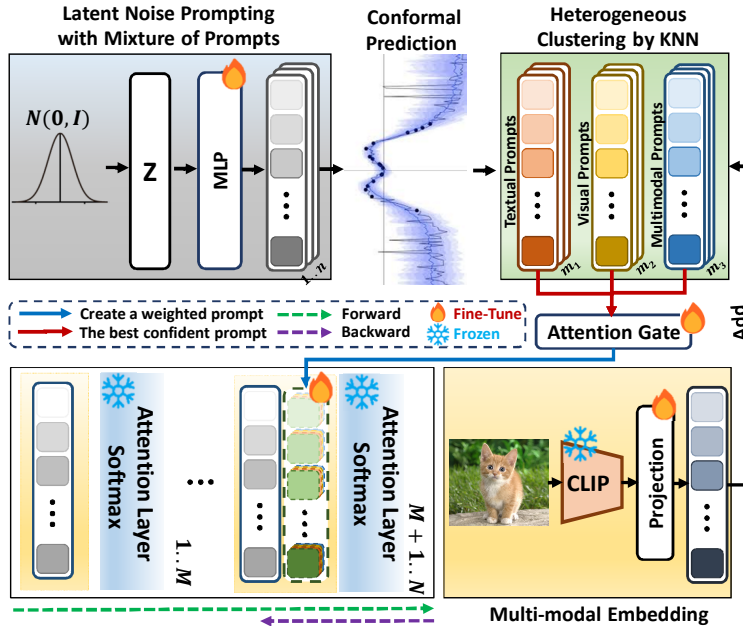 Latent Noise Prompting
with Mixture of Prompts
Conformal
Prediction
Heterogeneous
Clustering by KNN
N(0, I)
Z
MLP
1..n
Textual Prompts
m₁
Visual Prompts
m₂
Multimodal Prompts
m₃
Create a weighted prompt
Forward
Fine-Tune
The best confident prompt
Backward
Frozen
Attention Gate
Add
Attention Layer
Softmax
1..M
Attention Layer
Softmax
M + 1..N
CLIP
Projection
Multi-modal Embedding